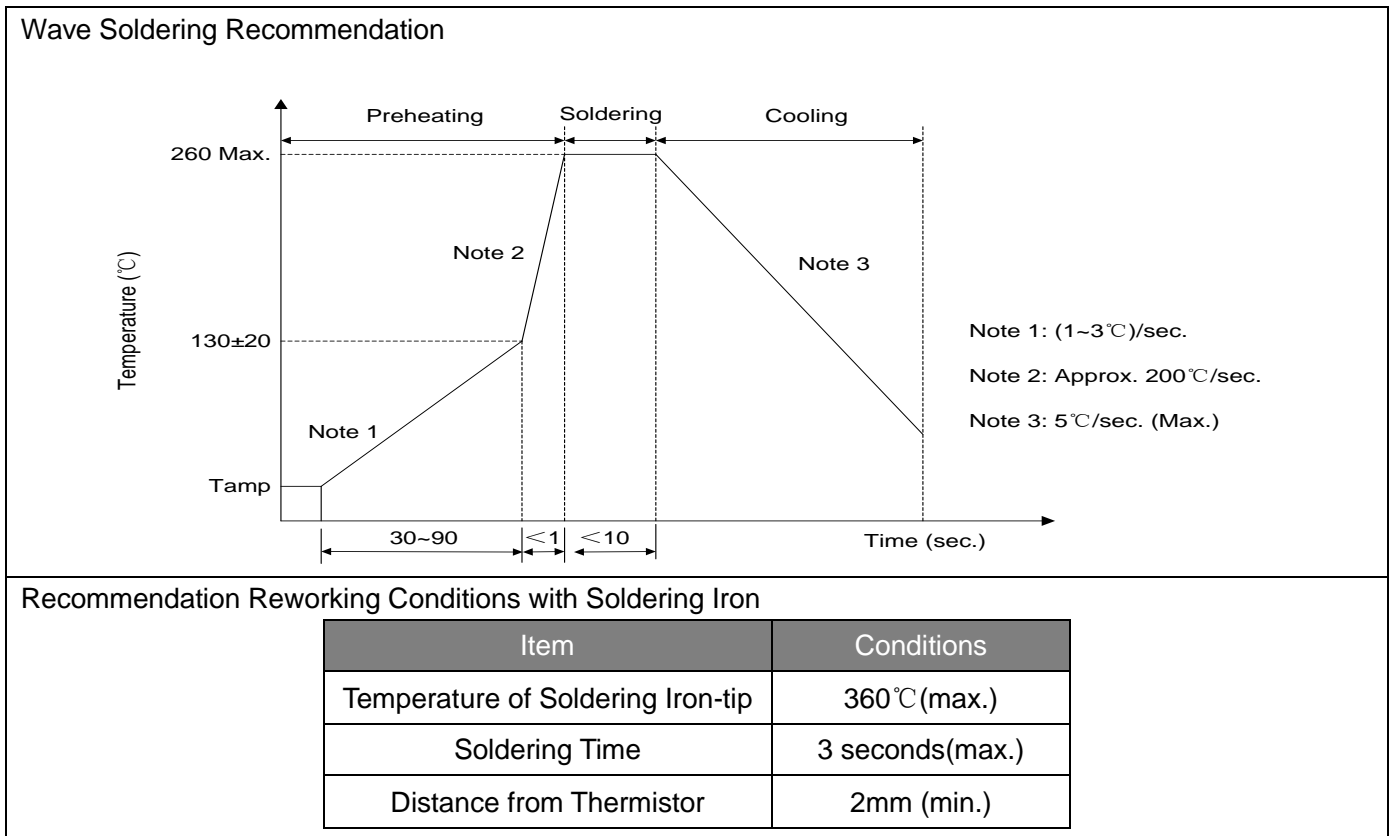 Wave Soldering Recommendation
Preheating Soldering Cooling
260 Max.
Note 2
Note 3
Temperature (℃)
130±20
Note 1: (1~3℃)/sec.
Note 2: Approx. 200℃/sec.
Note 3: 5℃/sec. (Max.)
Note 1
Tamp
30~90 <1 <10 Time (sec.)
Recommendation Reworking Conditions with Soldering Iron
Item Conditions
Temperature of Soldering Iron-tip 360℃(max.)
Soldering Time 3 seconds(max.)
Distance from Thermistor 2mm (min.)